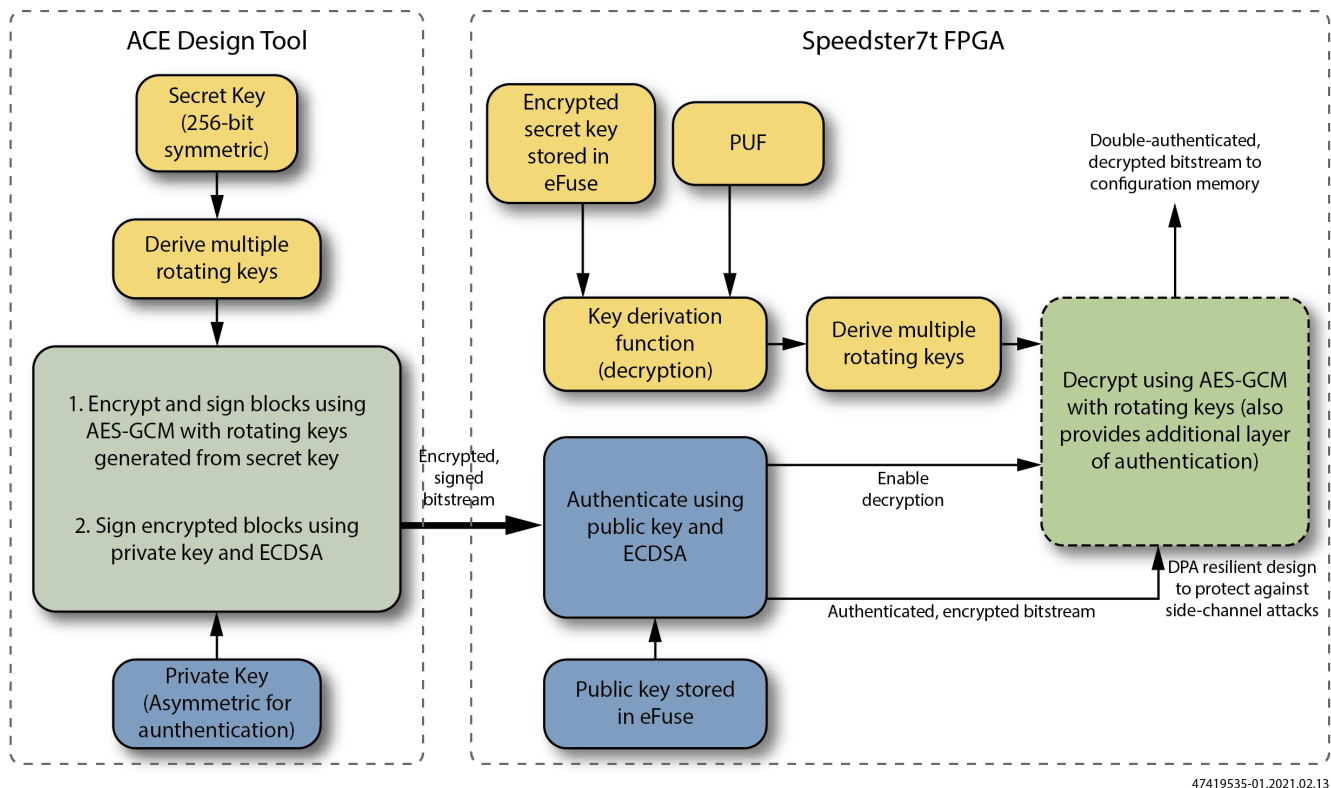 ACE Design Tool
Secret Key
(256-bit
symmetric)
Derive multiple
rotating keys
1. Encrypt and sign blocks using
AES-GCM with rotating keys
generated from secret key
2. Sign encrypted blocks using
private key and ECDSA
Private Key
(Asymmetric for
aunthentication)
Encrypted,
signed
bitstream
Speedster7t FPGA
Encrypted
secret key
stored in
eFuse
PUF
Key derivation
function
(decryption)
Derive multiple
rotating keys
Double-authenticated,
decrypted bitstream to
configuration memory
Decrypt using AES-GCM
with rotating keys (also
provides additional layer
of authentication)
Authenticate using
public key and
ECDSA
Enable
decryption
Authenticated, encrypted bitstream
DPA resilient design
to protect against
side-channel attacks
Public key stored
in eFuse
47419535-01.2021.02.13